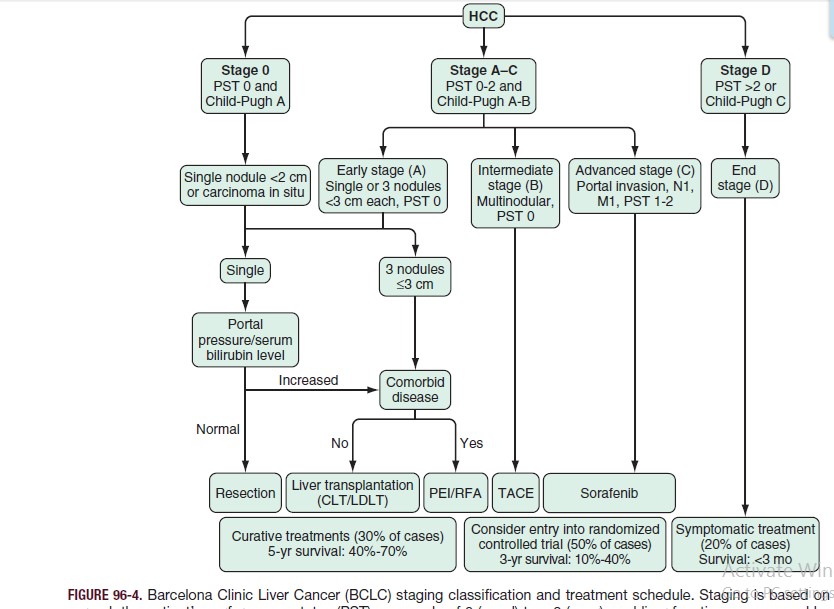 HCC
Stage 0
PST 0 and
Child-Pugh A
Stage A–C
PST 0-2 and
Child-Pugh A-B
Stage D
PST >2 or
Child-Pugh C
Single nodule <2 cm
or carcinoma in situ
Early stage (A)
Single or 3 nodules
<3 cm each, PST 0
Intermediate
stage (B)
Multinodular,
PST 0
Advanced stage (C)
Portal invasion, N1,
M1, PST 1-2
End
stage (D)
Single
3 nodules
≤3 cm
Portal
pressure/serum
bilirubin level
Increased
Comorbid
disease
Normal
No
Yes
Resection
Liver transplantation
(CLT/LDLT)
PEI/RFA
TACE
Sorafenib
Curative treatments (30% of cases)
5-yr survival: 40%-70%
Consider entry into randomized
controlled trial (50% of cases)
3-yr survival: 10%-40%
Symptomatic treatment
(20% of cases)
Survival: <3 mo
Activate Win
Go to PC settings
FIGURE 96-4. Barcelona Clinic Liver Cancer (BCLC) staging classification and treatment schedule. Staging is based on